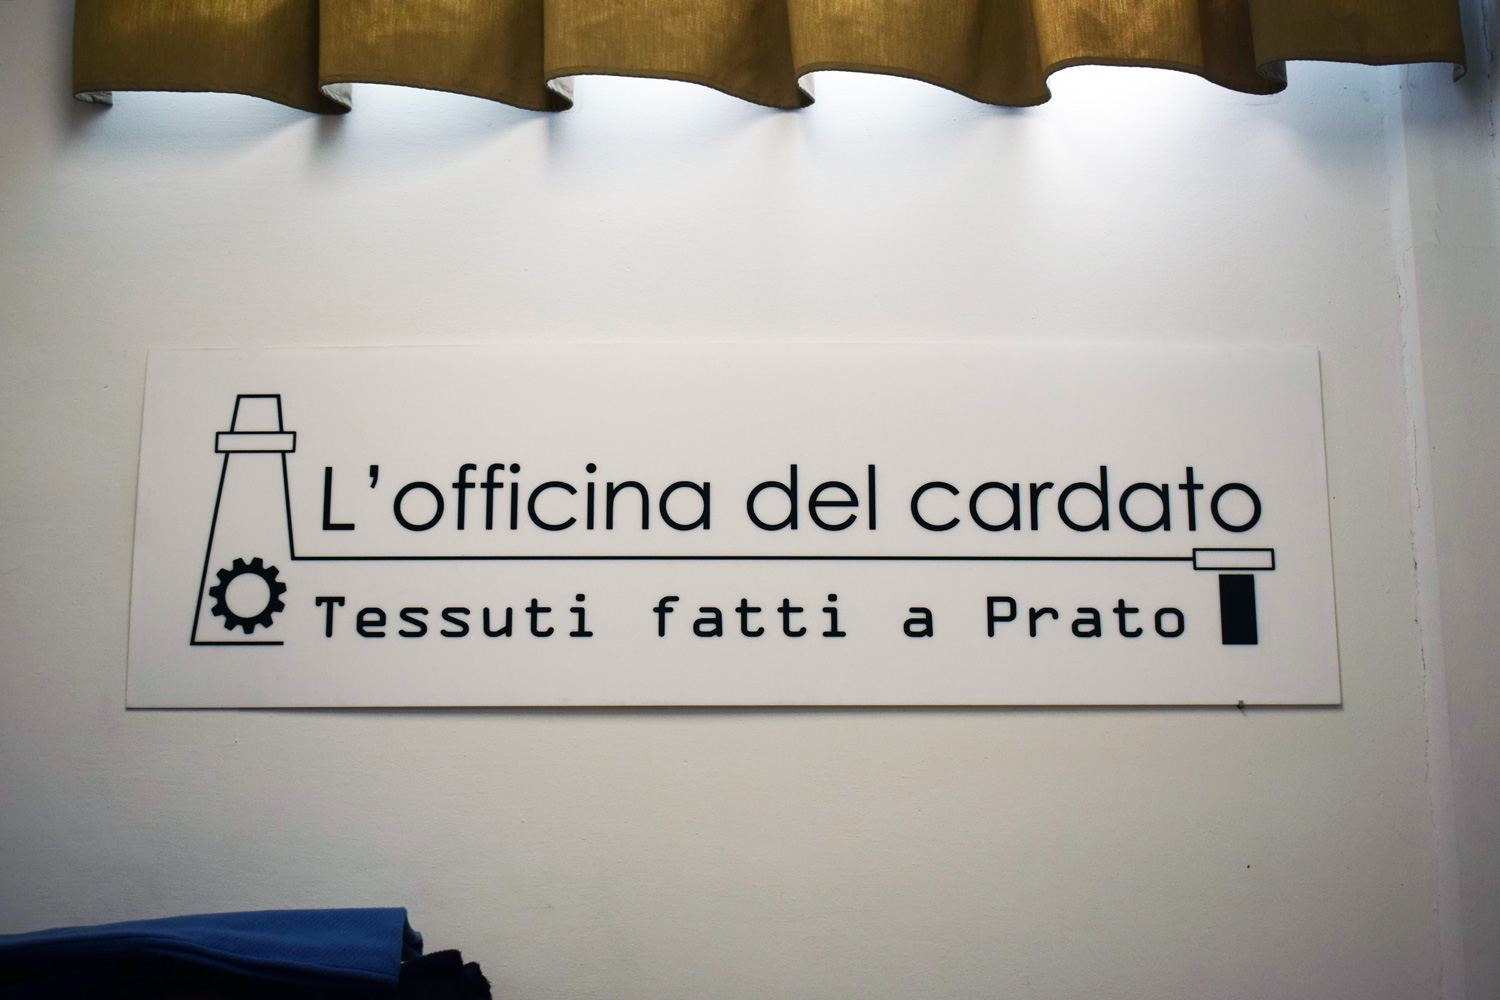 L’officina del cardato
Tessuti fatti a Prato